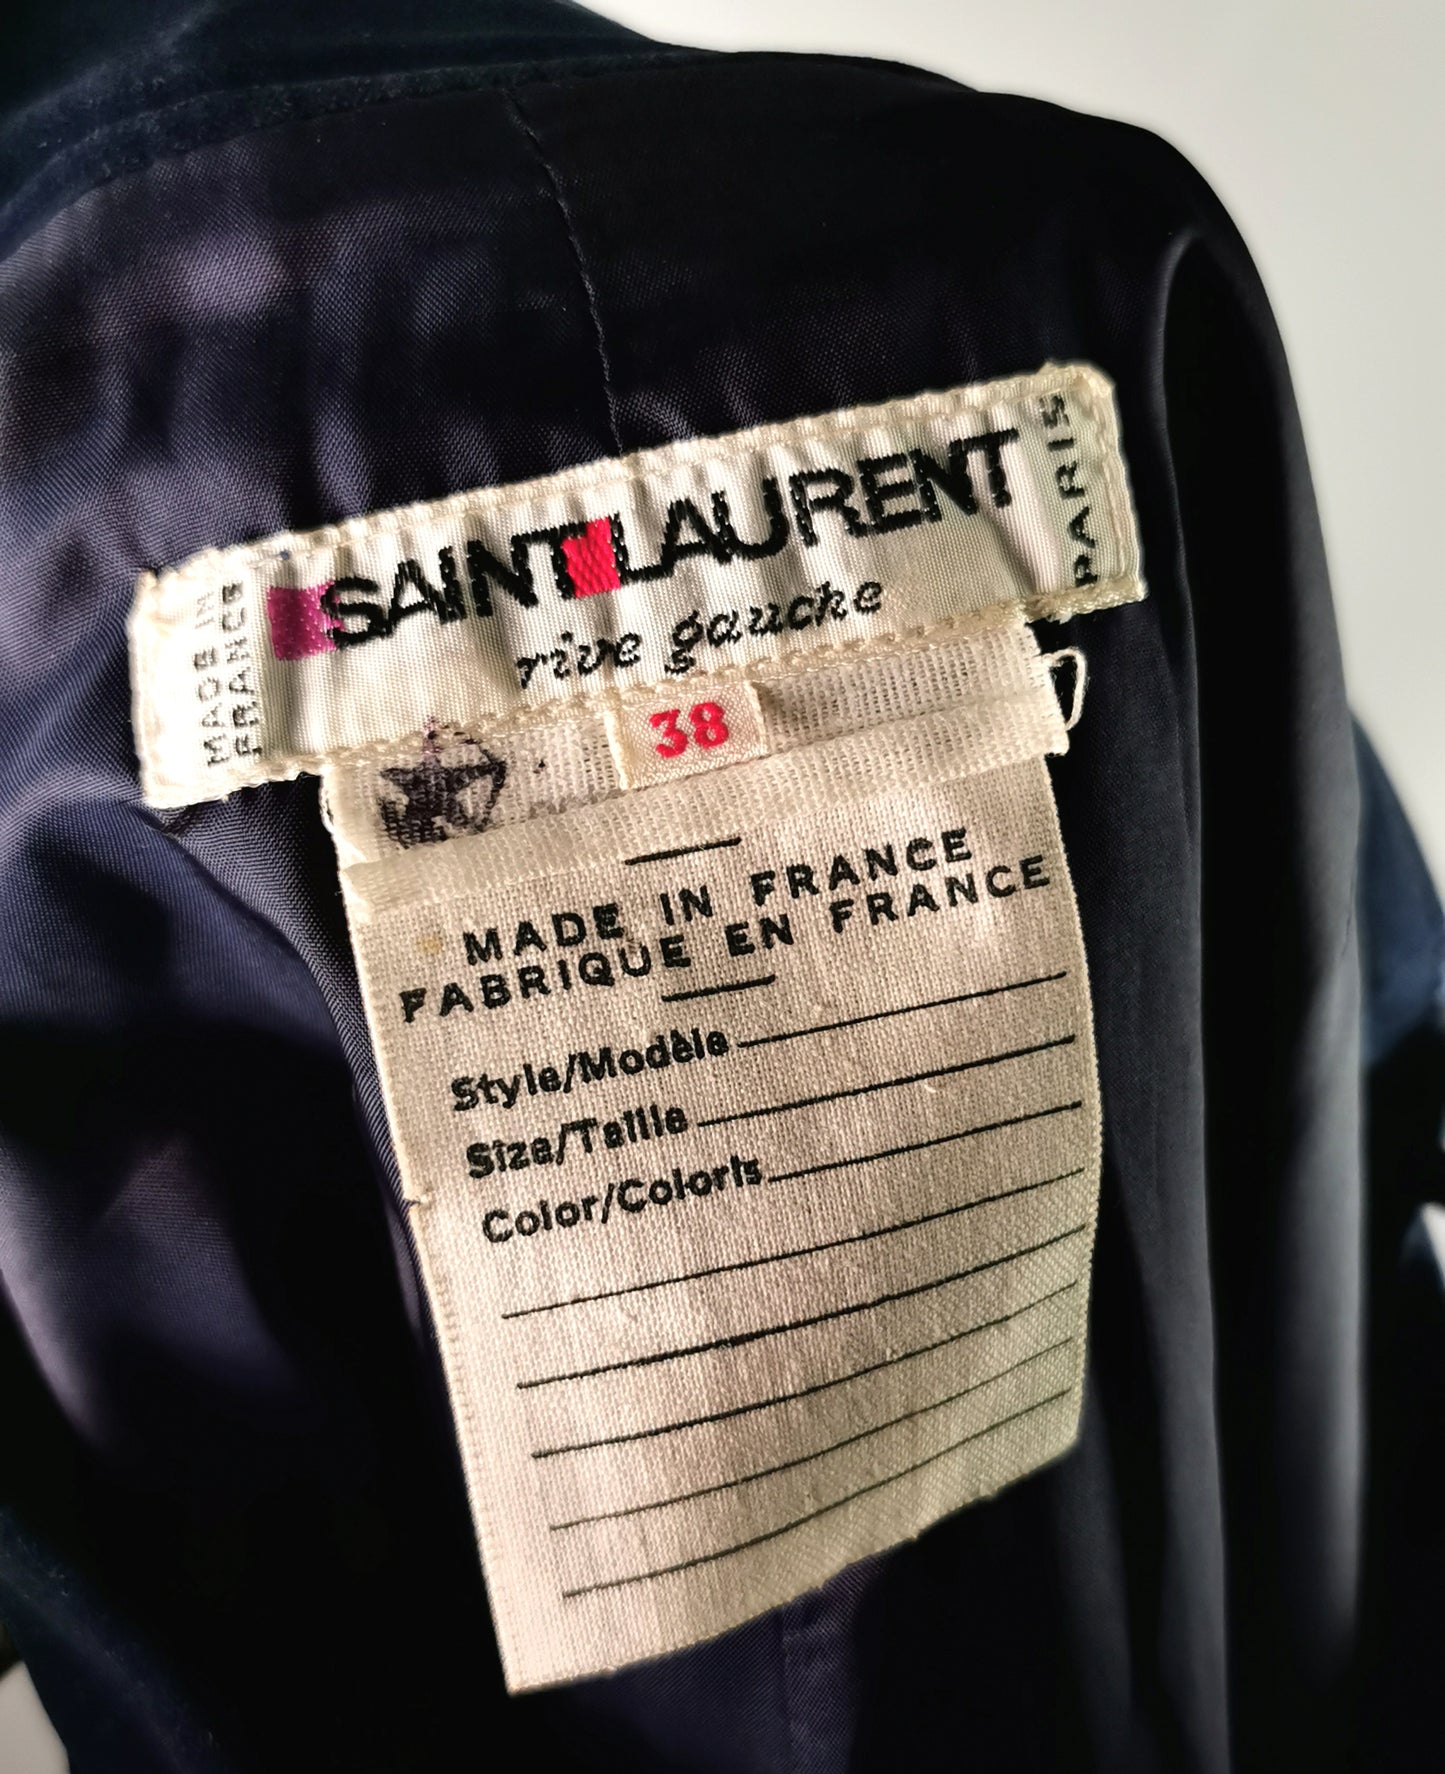 MADE IN
FRANCE
SAINT LAURENT
rive gauche
PARIS
38
MADE IN FRANCE
FABRIQUE EN FRANCE
Style/Modèle
Size/Taille
Color/Coloris